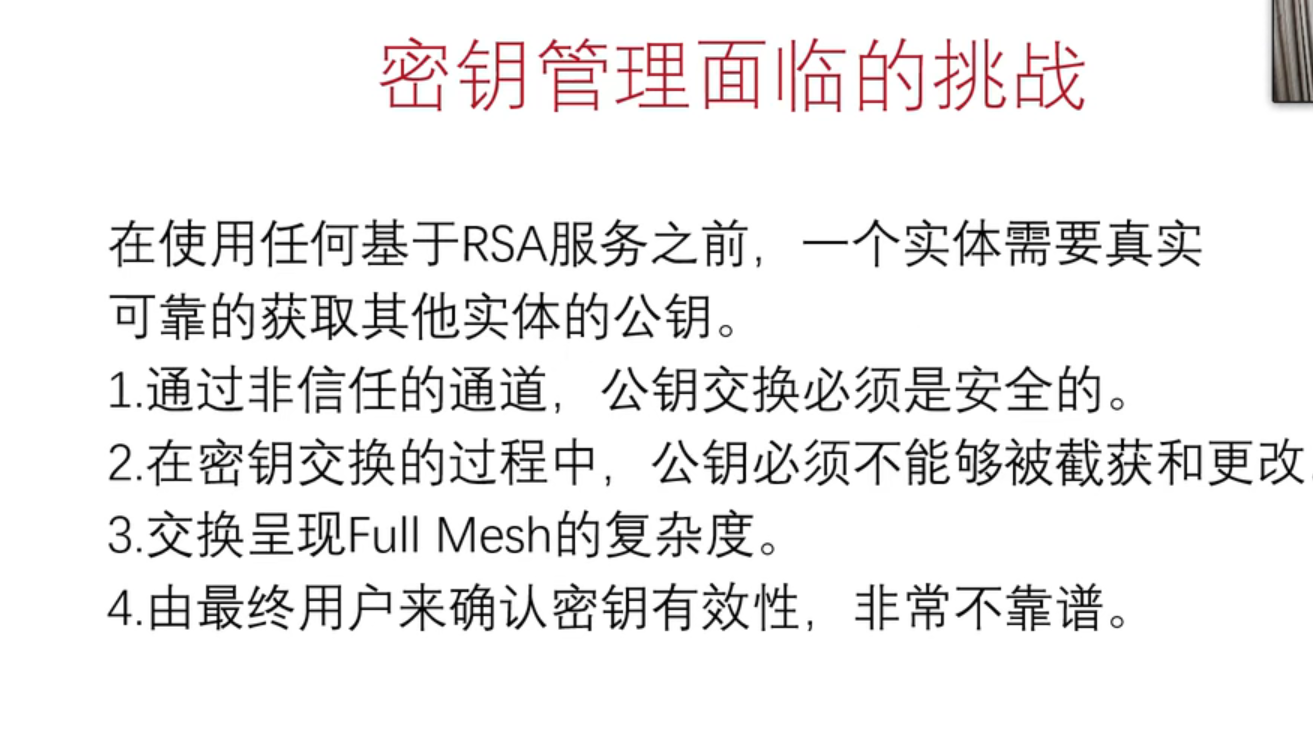 密钥管理面临的挑战
在使用任何基于RSA服务之前，一个实体需要真实
可靠的获取其他实体的公钥。
1.通过非信任的通道，公钥交换必须是安全的。
2.在密钥交换的过程中，公钥必须不能够被截获和更改
3.交换呈现Full Mesh的复杂度。
4.由最终用户来确认密钥有效性，非常不靠谱。